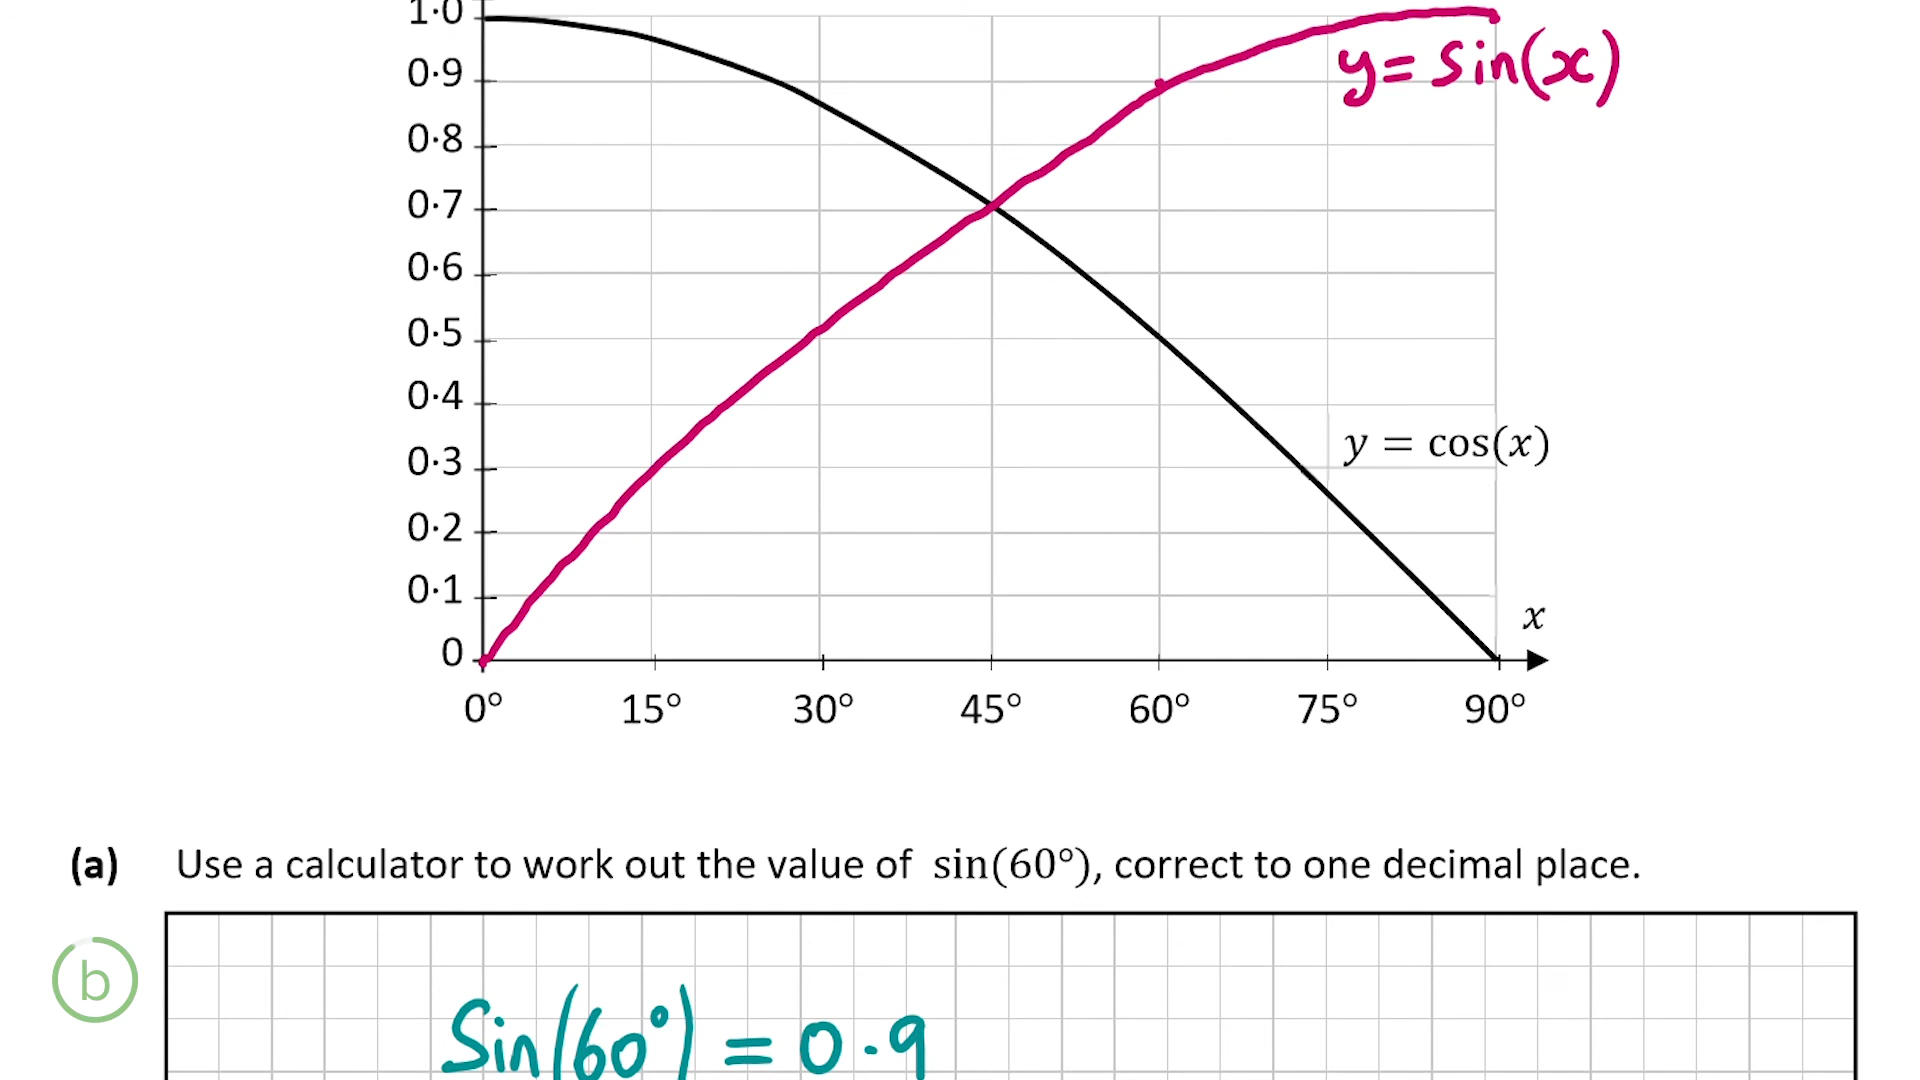 1·0
y = sin(x)
0·9
0·8
0·7
0·6
0·5
0·4
y = cos(x)
0·3
0·2
0·1
x
0
0° 15° 30° 45° 60° 75° 90°
(a) Use a calculator to work out the value of sin(60°), correct to one decimal place.
b
Sin(60°) = 0·9